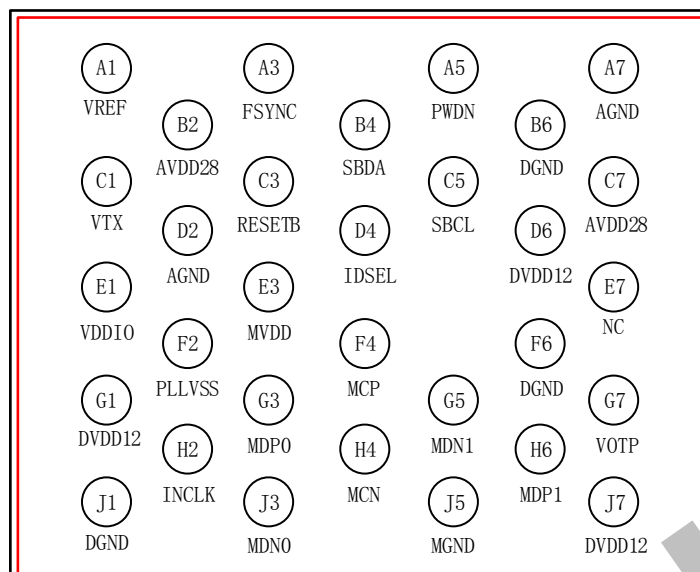 A1 A3 A5 A7
VREF FSYNC PWDN AGND
B2 B4 B6
AVDD28 SBDA DGND
C1 C3 C5 C7
VTX RESETB SBCL AVDD28
D2 D4 D6
AGND IDSEL DVDD12
E1 E3 E7
VDDIO MVDD NC
F2 F4 F6
PLLVSS MCP DGND
G1 G3 G5 G7
DVDD12 MDP0 MDN1 VOTP
H2 H4 H6
INCLK MCN MDP1
J1 J3 J5 J7
DGND MDN0 MGND DVDD12